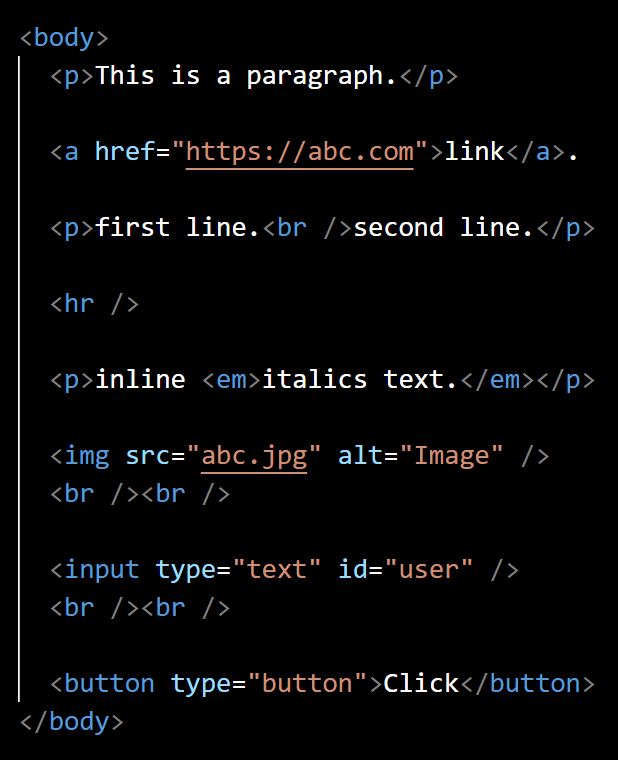 <body>
<p>This is a paragraph.</p>
<a href="https://abc.com">link</a>.
<p>first line.<br />second line.</p>
<hr />
<p>inline <em>italics text.</em></p>
<img src="abc.jpg" alt="Image" />
<br /><br />
<input type="text" id="user" />
<br /><br />
<button type="button">Click</button>
</body>